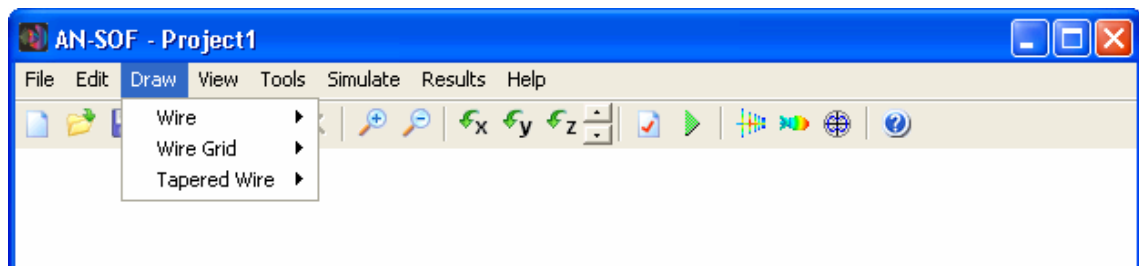 AN-SOF - Project1
File Edit Draw View Tools Simulate Results Help
x y z
Wire
Wire Grid
Tapered Wire